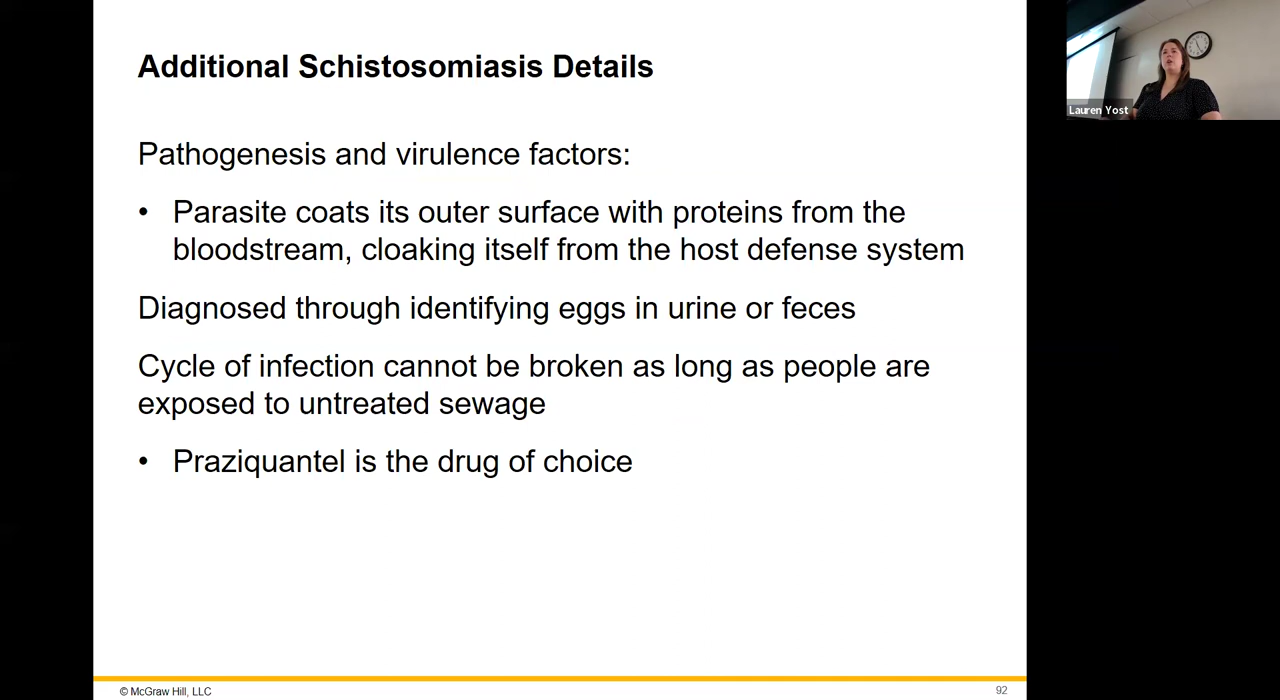 Additional Schistosomiasis Details
Lauren Yost
Pathogenesis and virulence factors:
• Parasite coats its outer surface with proteins from the
bloodstream, cloaking itself from the host defense system
Diagnosed through identifying eggs in urine or feces
Cycle of infection cannot be broken as long as people are
exposed to untreated sewage
• Praziquantel is the drug of choice
© McGraw Hill, LLC
92